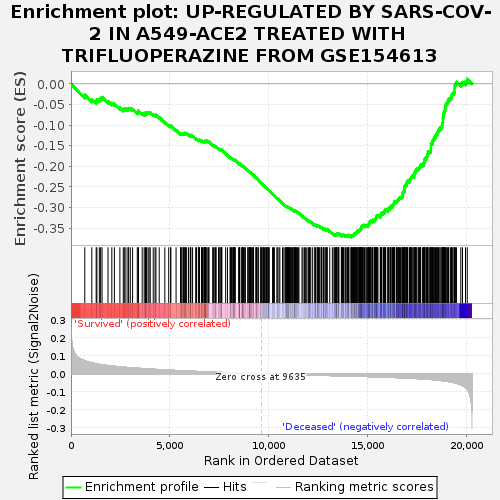 Enrichment plot: UP-REGULATED BY SARS-COV-
2 IN A549-ACE2 TREATED WITH
TRIFLUOPERAZINE FROM GSE154613
Enrichment score (ES)
0.00
-0.05
-0.10
-0.15
-0.20
-0.25
-0.30
-0.35
Ranked list metric (Signal2Noise)
0.3
0.2
0.1
0.0
-0.1
-0.2
-0.3
'Survived' (positively correlated)
Zero cross at 9635
'Deceased' (negatively correlated)
0
5,000
10,000
15,000
20,000
Rank in Ordered Dataset
Enrichment profile
Hits
Ranking metric scores